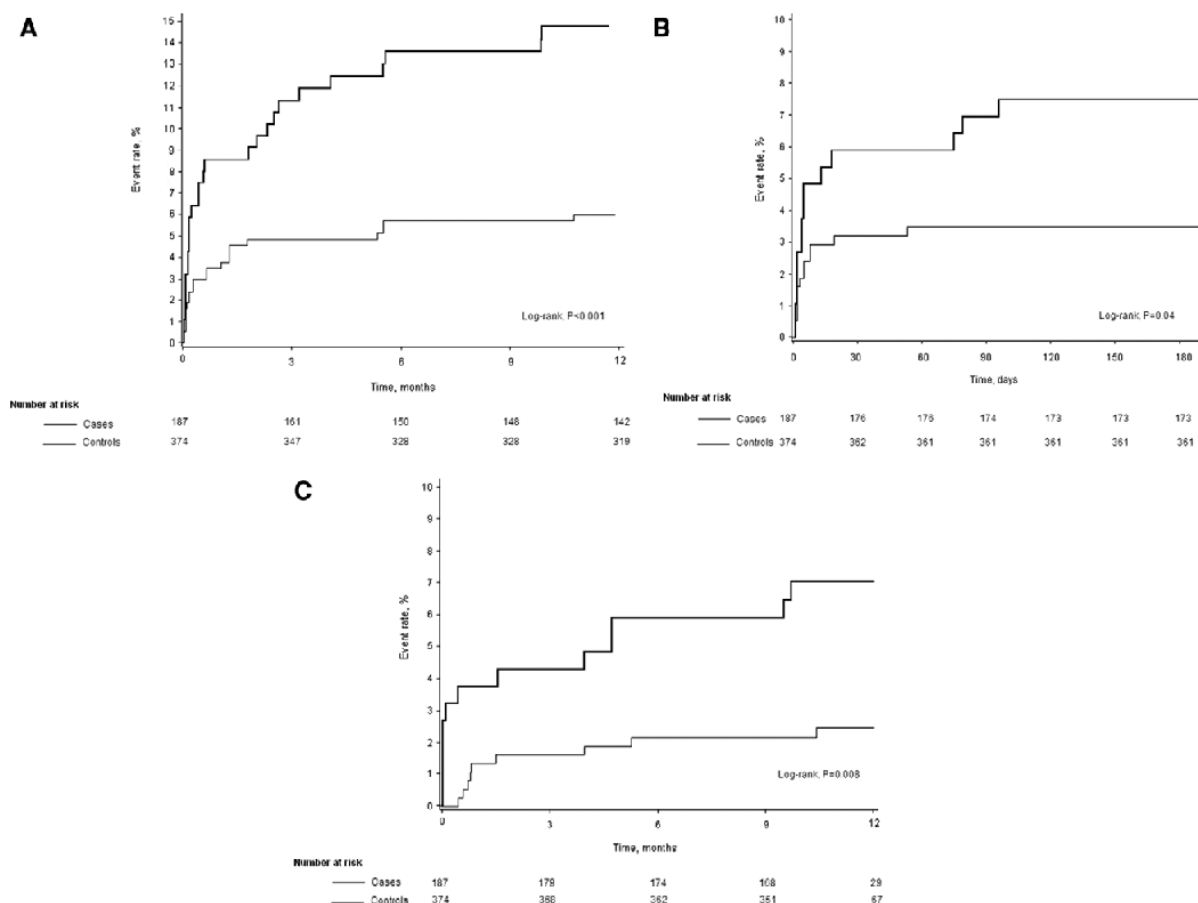 A
15
14
13
12
11
10
9
8
7
6
5
4
3
2
1
0
Event rate, %
Log-rank, P<0.001
0 3 6 9 12
Time, months
Number at risk
Cases 187 161 150 148 142
Controls 374 347 328 328 319
B
10
9
8
7
6
5
4
3
2
1
0
Event rate, %
Log-rank, P=0.04
0 30 60 90 120 150 180
Time, days
Number at risk
Cases 187 176 176 174 173 173 173
Controls 374 362 361 361 361 361 361
C
10
9
8
7
6
5
4
3
2
1
0
Event rate, %
Log-rank, P=0.008
0 3 6 9 12
Time, months
Number at risk
Cases 187 179 174 168 29
Controls 374 368 362 351 67